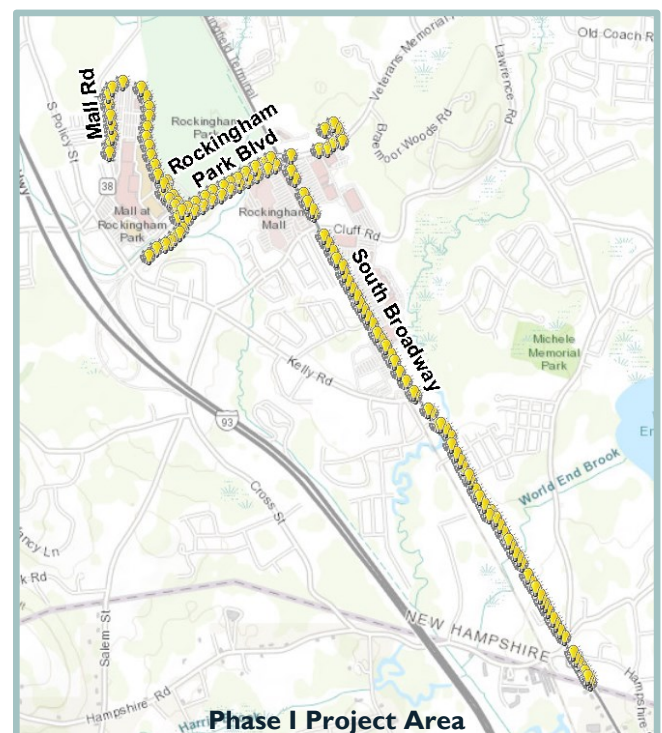 Old Coach R
Veterans Memorial P
Lawrence Rd
Mall Rd
S Policy St
Rockingham
Park
Rockingham
Park Blvd
Braemoor Woods Rd
38
Mall at
Rockingham
Park
Rockingham
Mall
Cluff Rd
South Broadway
Michele
Memorial
Park
Kelly Rd
93
World End Brook
Cross St
k Rd
Salem St
NEW HAMPSHIRE
Hampshire Rd
Hampshire
Phase I Project Area